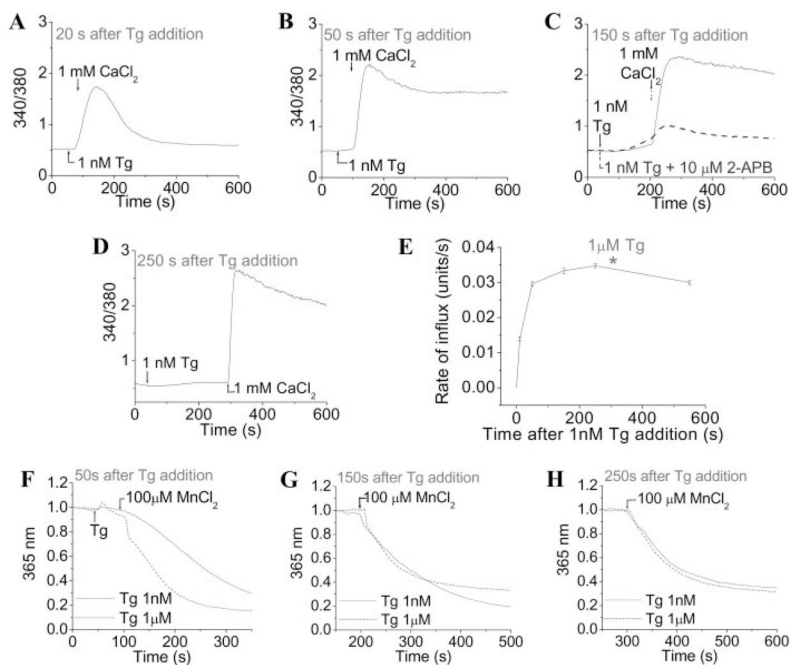 A
20 s after Tg addition
3
2
1
0
340/380
1 mM CaCl2
1 nM Tg
0 200 400 600
Time (s)
B
50 s after Tg addition
3
2
1
0
340/380
1 mM CaCl2
1 nM Tg
0 200 400 600
Time (s)
C
150 s after Tg addition
3
2
1
0
1 mM
CaCl2
1 nM
Tg
1 nM Tg + 10 μM 2-APB
0 200 400 600
Time (s)
D
250 s after Tg addition
3
2
1
340/380
1 nM Tg
1 mM CaCl2
0 200 400 600
Time (s)
E
1μM Tg
*
0.04
0.03
0.02
0.01
0.00
Rate of influx (units/s)
0 200 400 600
Time after 1nM Tg addition (s)
F
50s after Tg addition
1.2
1.0
0.8
0.6
0.4
0.2
0.0
365 nm
100μM MnCl2
Tg
Tg 1nM
Tg 1μM
0 100 200 300
Time (s)
G
150s after Tg addition
1.2
1.0
0.8
0.6
0.4
0.2
0.0
365 nm
100 μM MnCl2
Tg 1nM
Tg 1μM
200 300 400 500
Time (s)
H
250s after Tg addition
1.2
1.0
0.8
0.6
0.4
0.2
0.0
365 nm
100 μM MnCl2
Tg 1nM
Tg 1μM
300 400 500 600
Time (s)